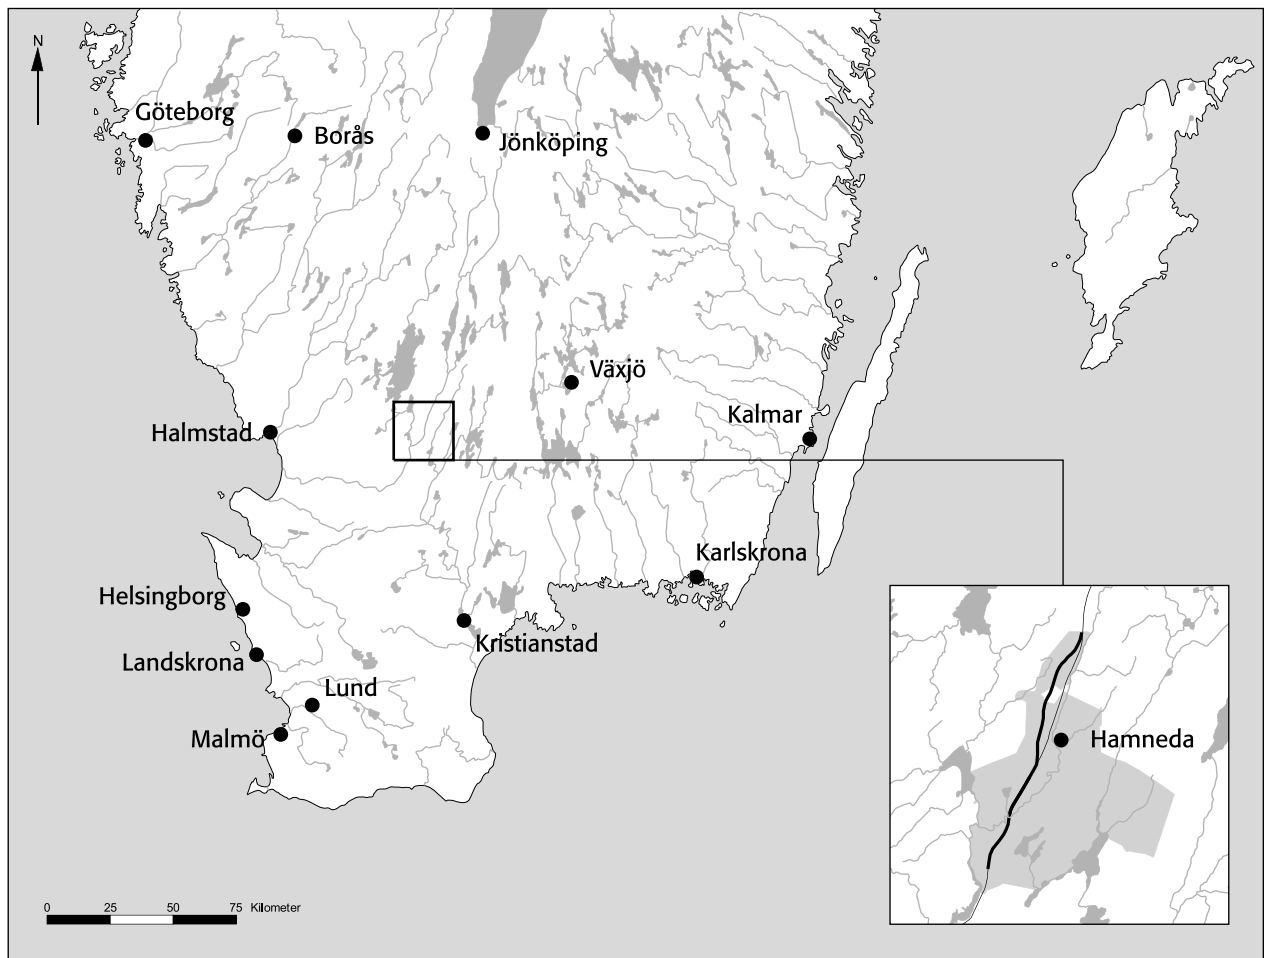 N
Göteborg
Borås
Jönköping
Växjö
Kalmar
Halmstad
Karlskrona
Helsingborg
Kristianstad
Landskrona
Lund
Malmö
Hamneda
0 25 50 75 Kilometer